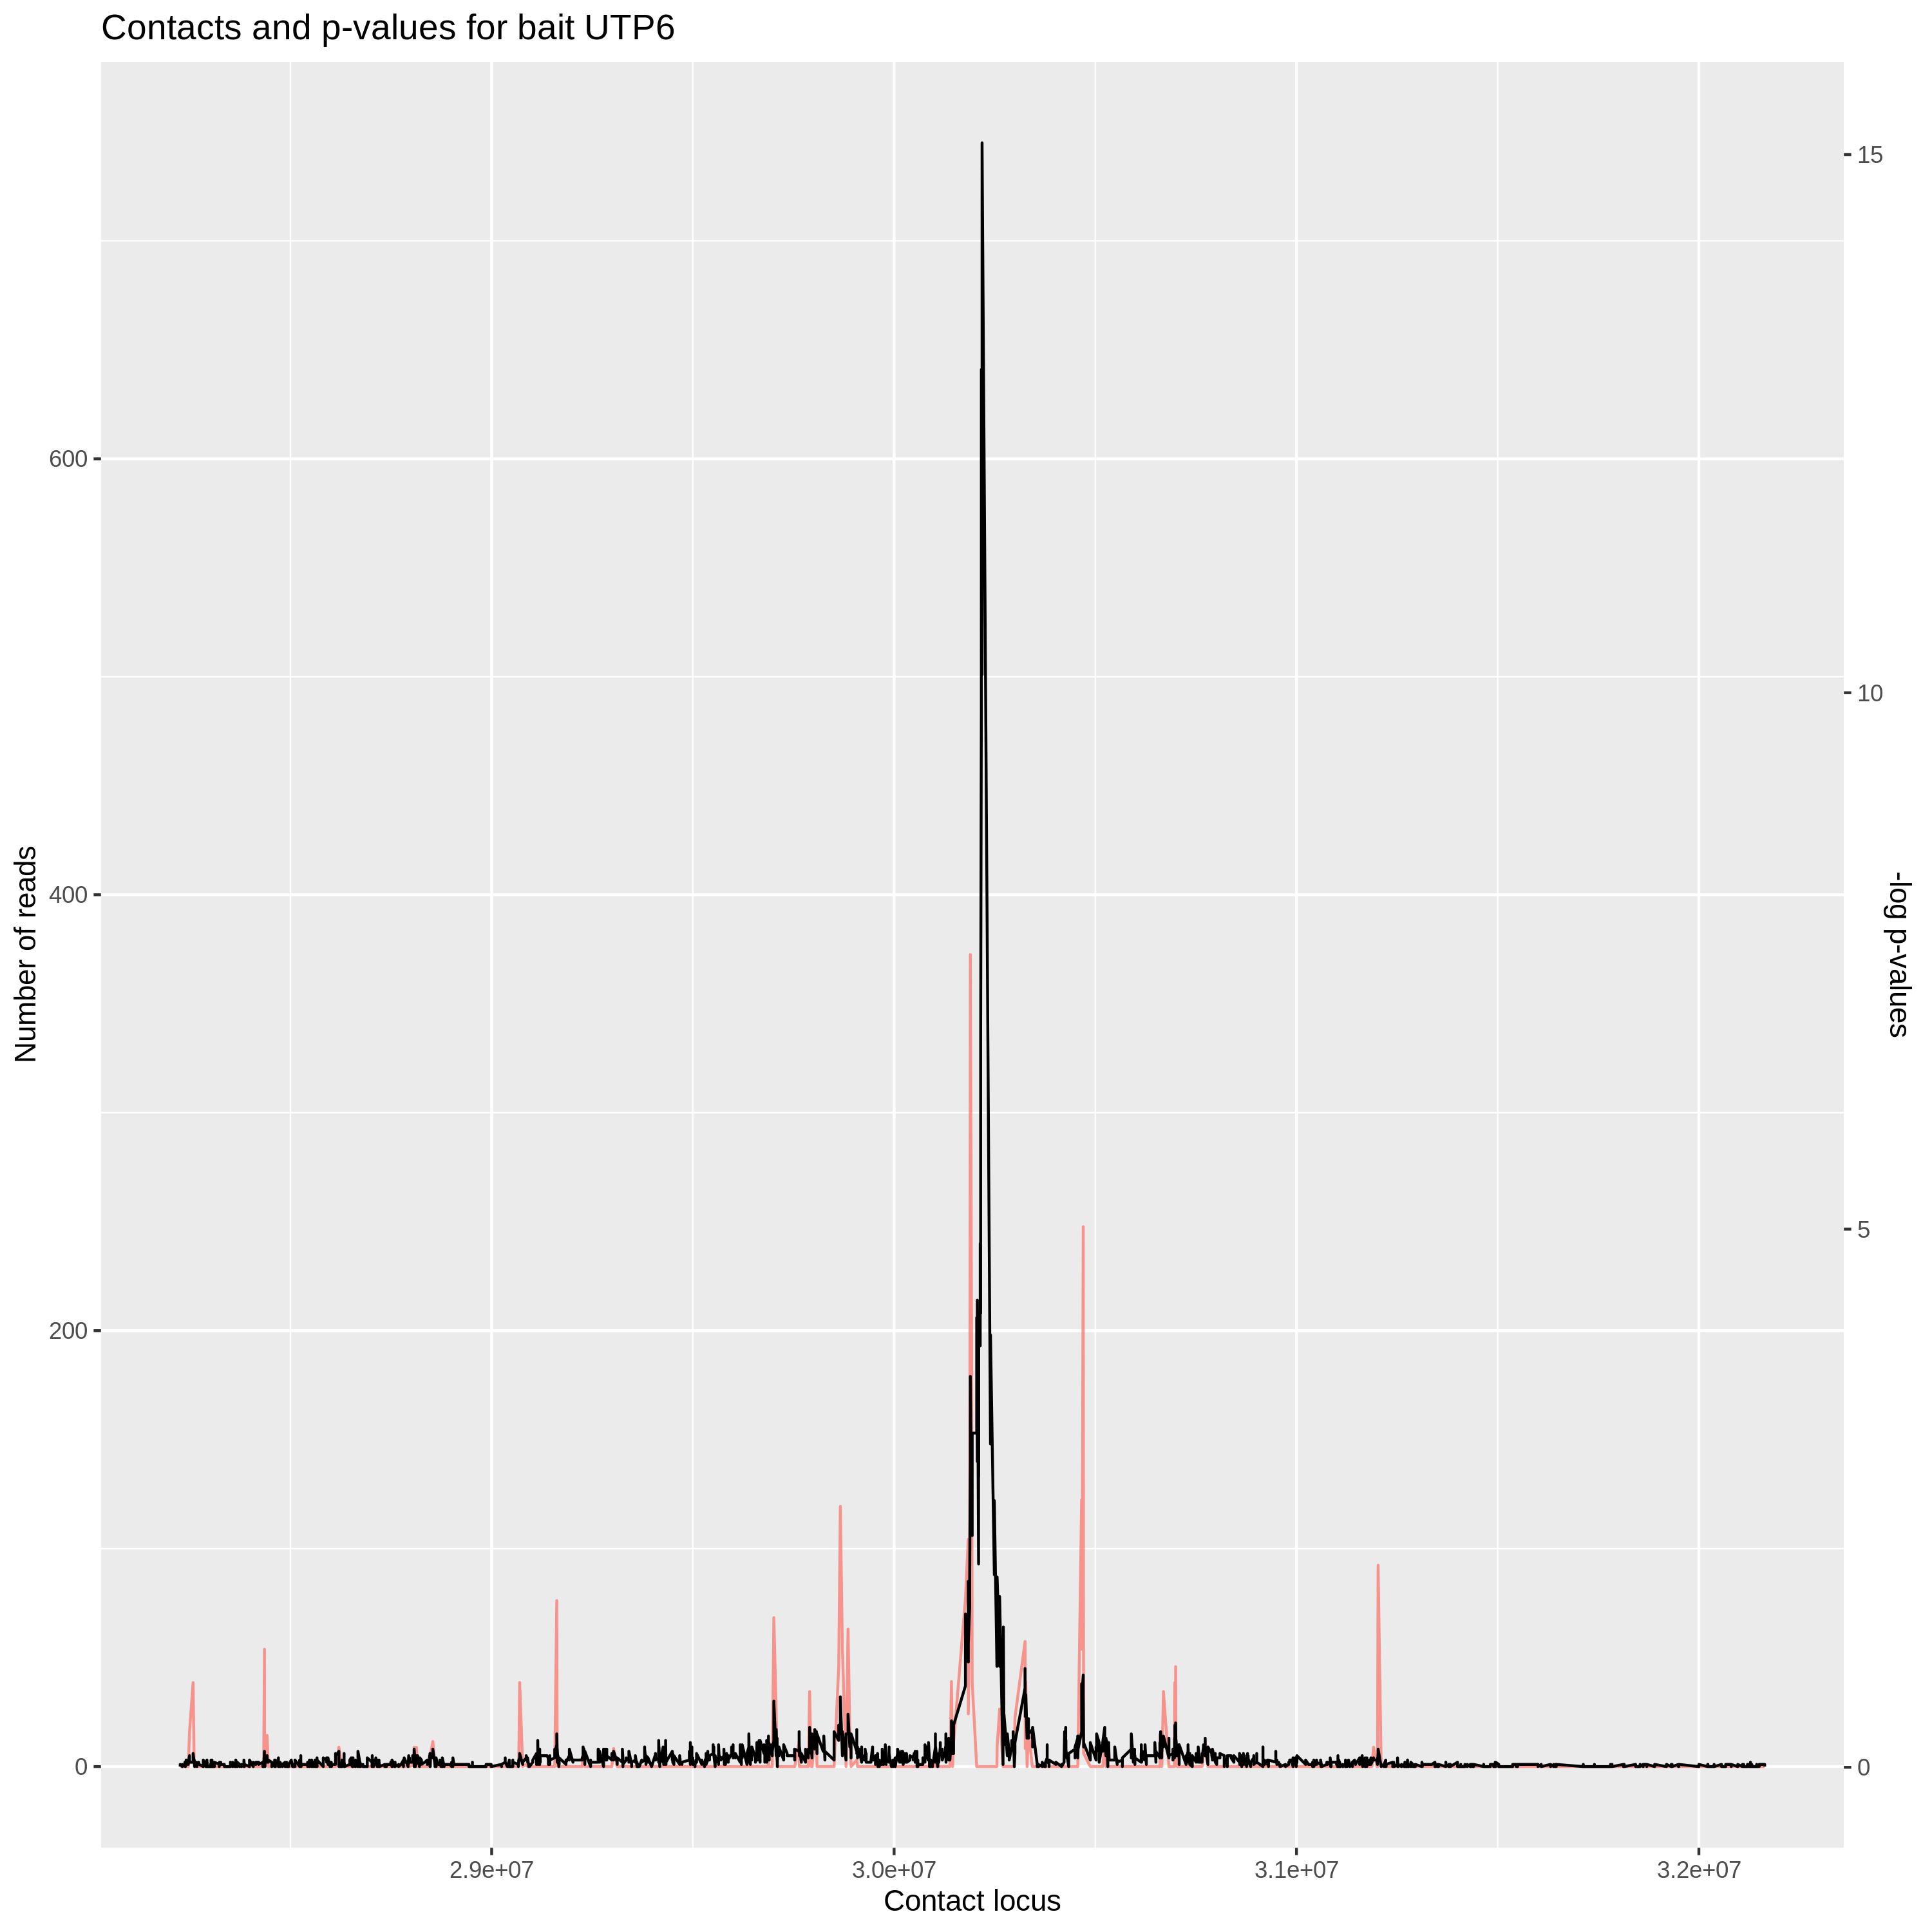 Contacts and p-values for bait UTP6
Number of reads
600
400
200
0
15
10
5
0
-log p-values
2.9e+07
3.0e+07
3.1e+07
3.2e+07
Contact locus